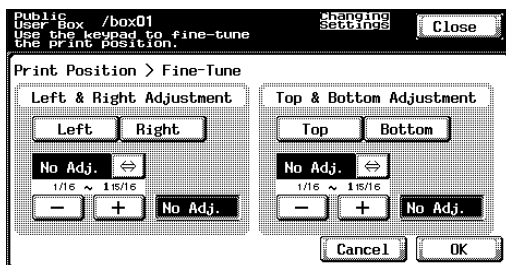 Public
User Box /box01
Use the keypad to fine-tune
the print position.
Changing
Settings
Close
Print Position > Fine-Tune
Left & Right Adjustment
Left Right
No Adj. ⇔
1/16 ~ 1 15/16
− + No Adj.
Top & Bottom Adjustment
Top Bottom
No Adj. ⇔
1/16 ~ 1 15/16
− + No Adj.
Cancel OK